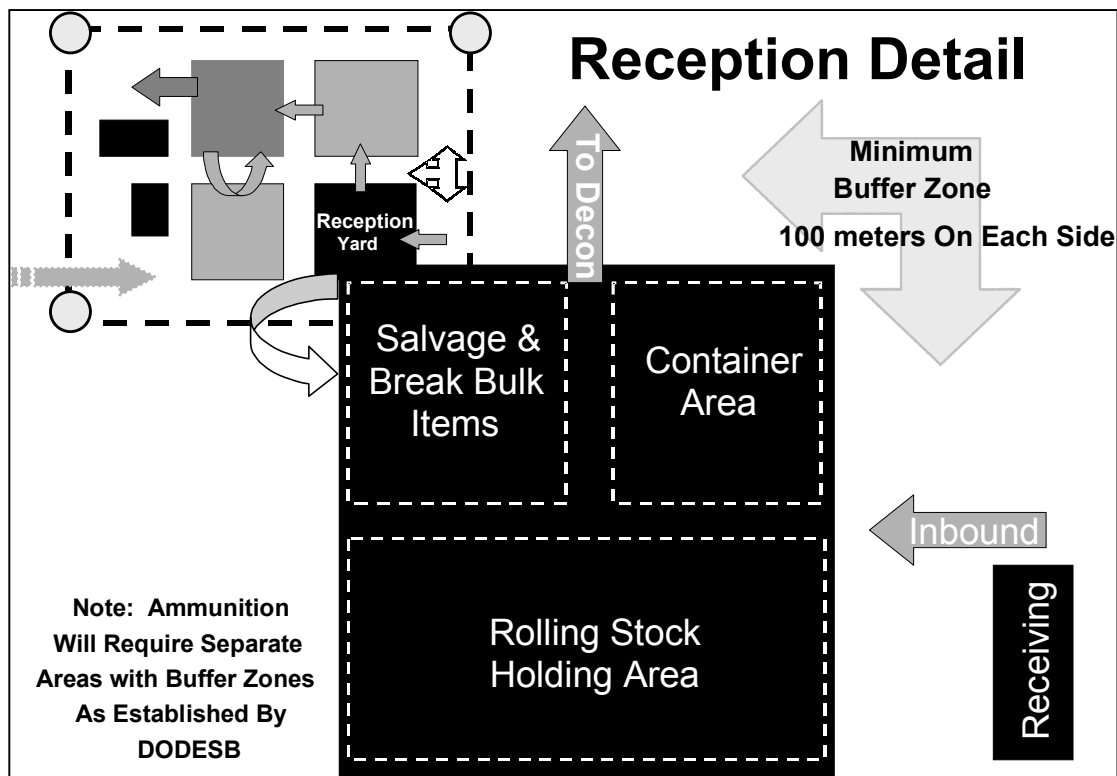 Reception Detail
Reception
Yard
To Decon
Minimum
Buffer Zone
100 meters On Each Side
Salvage &
Break Bulk
Items
Container
Area
Inbound
Rolling Stock
Holding Area
Receiving
Note: Ammunition
Will Require Separate
Areas with Buffer Zones
As Established By
DODESB